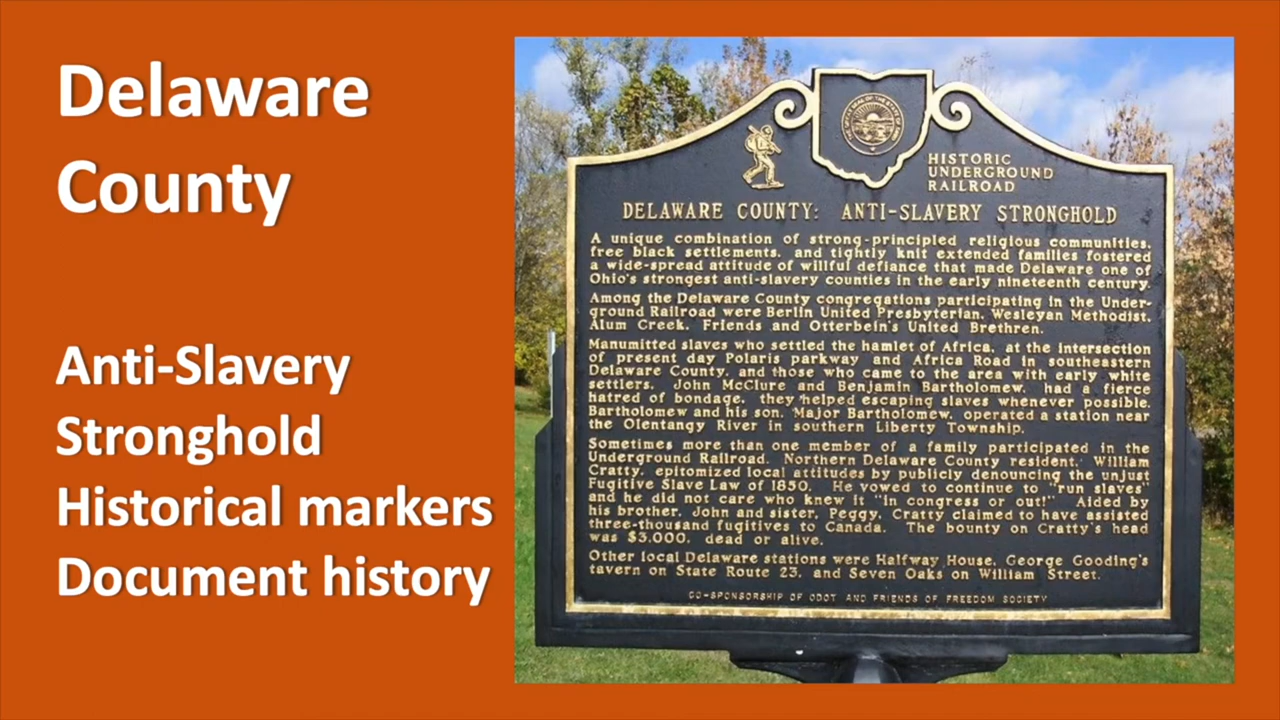 Delaware
County
Anti-Slavery
Stronghold
Historical markers
Document history
HISTORIC
UNDERGROUND
RAILROAD
DELAWARE COUNTY: ANTI-SLAVERY STRONGHOLD
A unique combination of strong-principled religious communities,
free black settlements, and tightly knit extended families fostered
a wide-spread attitude of willful defiance that made Delaware one of
Ohio's strongest anti-slavery counties in the early nineteenth century.
Among the Delaware County congregations participating in the Under-
ground Railroad were Berlin United Presbyterian, Wesleyan Methodist,
Alum Creek, Friends and Otterbein's United Brethren.
Manumitted slaves who settled the hamlet of Africa, at the intersection
of present day Polaris parkway and Africa Road in southeastern
Delaware County, and those who came to the area with early white
settlers, John McClure and Benjamin Bartholomew, had a fierce
hatred of bondage, they helped escaping slaves whenever possible.
Bartholomew and his son, Major Bartholomew, operated a station near
the Olentangy River in southern Liberty Township.
Sometimes more than one member of a family participated in the
Underground Railroad. Northern Delaware County resident, William
Cratty, epitomized local attitudes by publicly denouncing the unjust
Fugitive Slave Law of 1850. He vowed to continue to "run slaves"
and he did not care who knew it "in congress or out!" Aided by
his brother, John and sister, Peggy, Cratty claimed to have assisted
three-thousand fugitives to Canada. The bounty on Cratty's head
was $3,000, dead or alive.
Other local Delaware stations were Halfway House, George Gooding's
tavern on State Route 23, and Seven Oaks on William Street.
CO-SPONSORSHIP OF ODOT AND FRIENDS OF FREEDOM SOCIETY